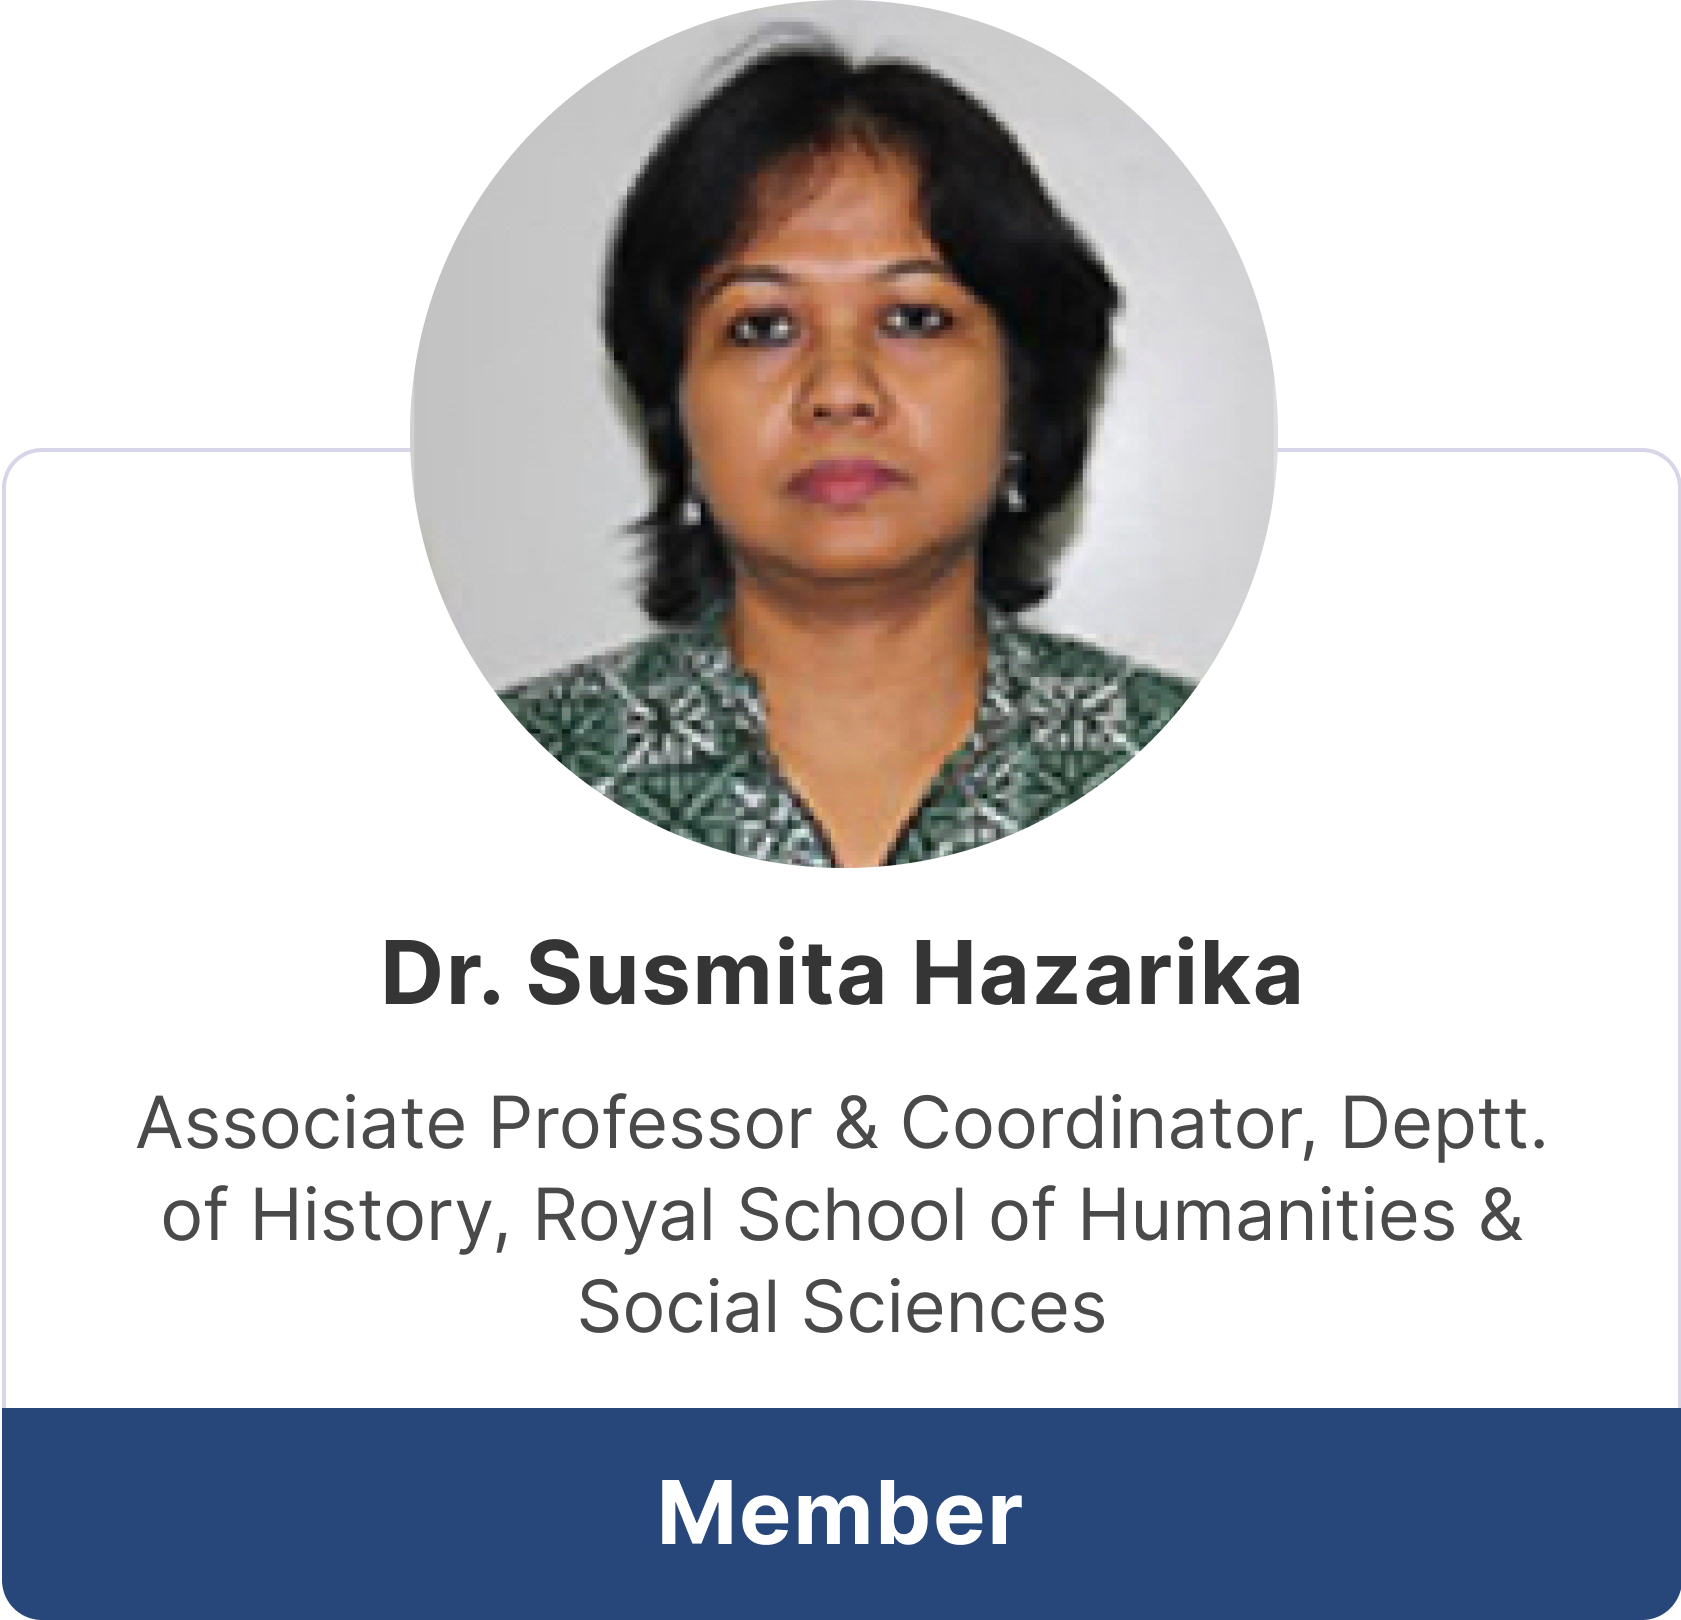 Dr. Susmita Hazarika
Associate Professor & Coordinator, Deptt.
of History, Royal School of Humanities &
Social Sciences
Member